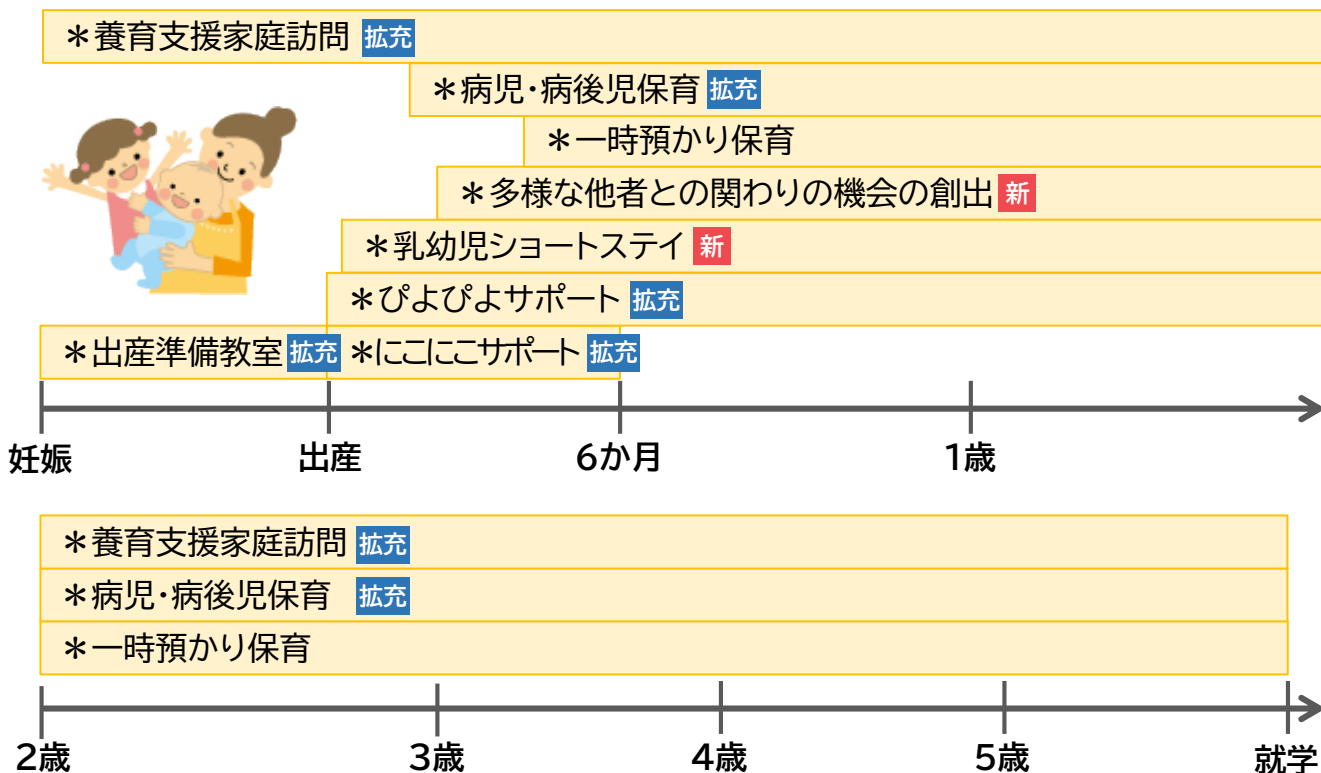 ＊養育支援家庭訪問 拡充
＊病児・病後児保育 拡充
＊一時預かり保育
＊多様な他者との関わりの機会の創出 新
＊乳幼児ショートステイ 新
＊ぴよぴよサポート 拡充
＊出産準備教室 拡充 ＊にこにこサポート 拡充
妊娠 出産 6か月 1歳
＊養育支援家庭訪問 拡充
＊病児・病後児保育 拡充
＊一時預かり保育
2歳 3歳 4歳 5歳 就学